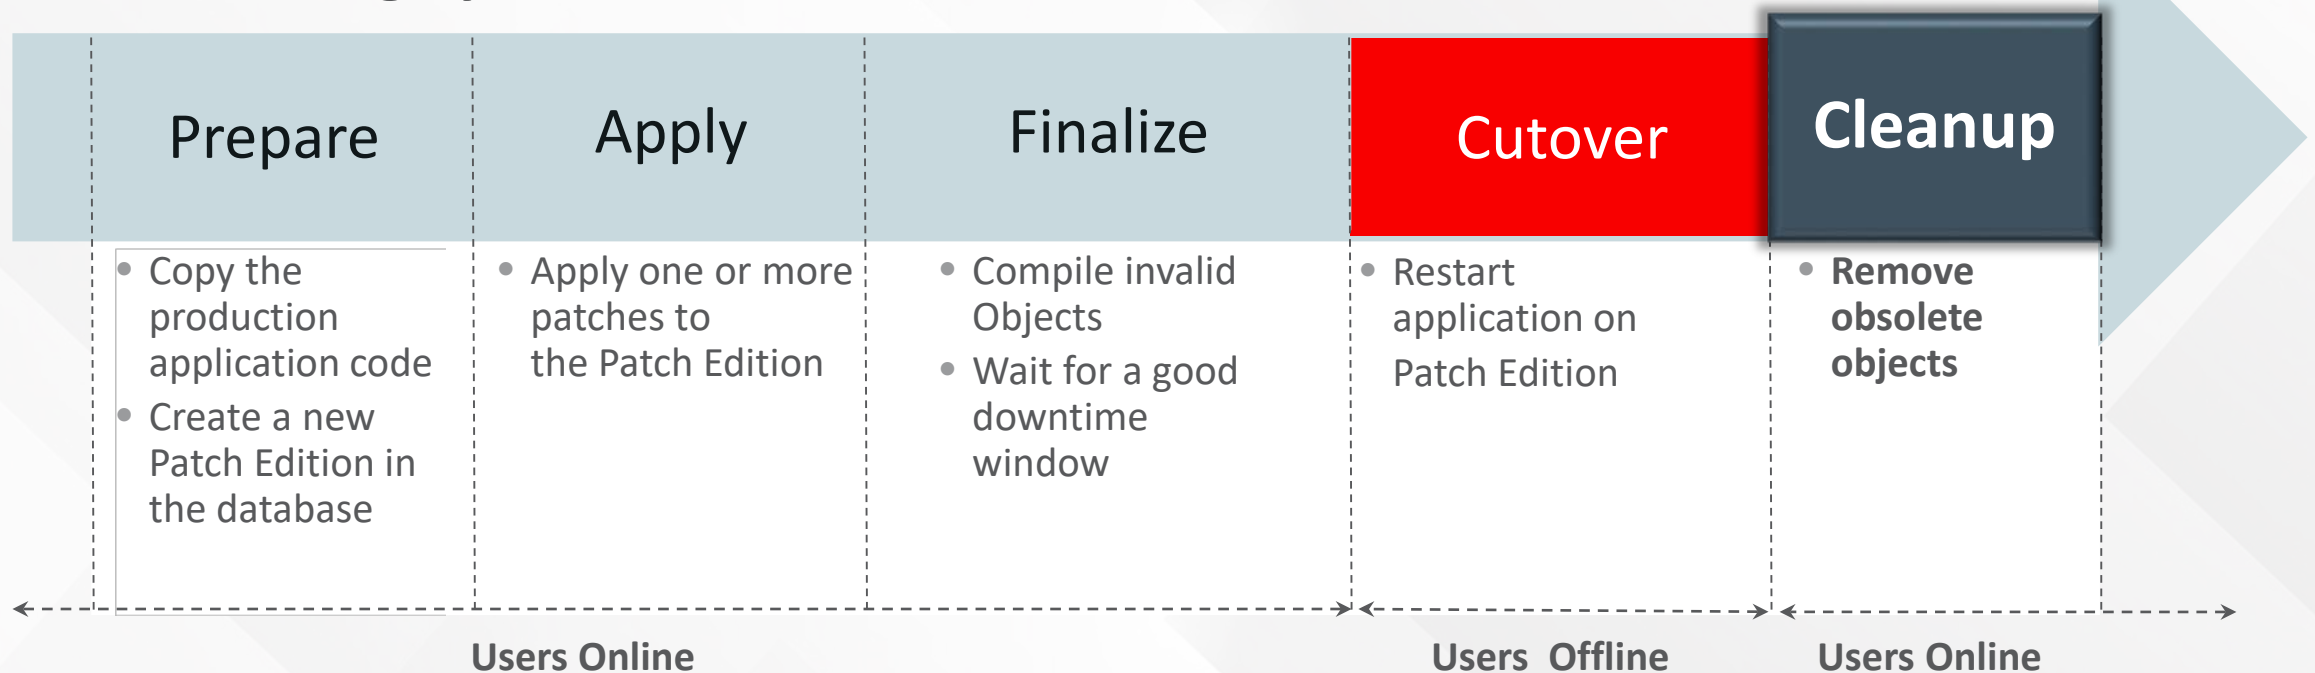 Prepare
Apply
Finalize
Cutover
Cleanup
• Copy the
production
application code
• Create a new
Patch Edition in
the database
• Apply one or more
patches to
the Patch Edition
• Compile invalid
Objects
• Wait for a good
downtime
window
• Restart
application on
Patch Edition
• Remove
obsolete
objects
Users Online
Users Offline
Users Online